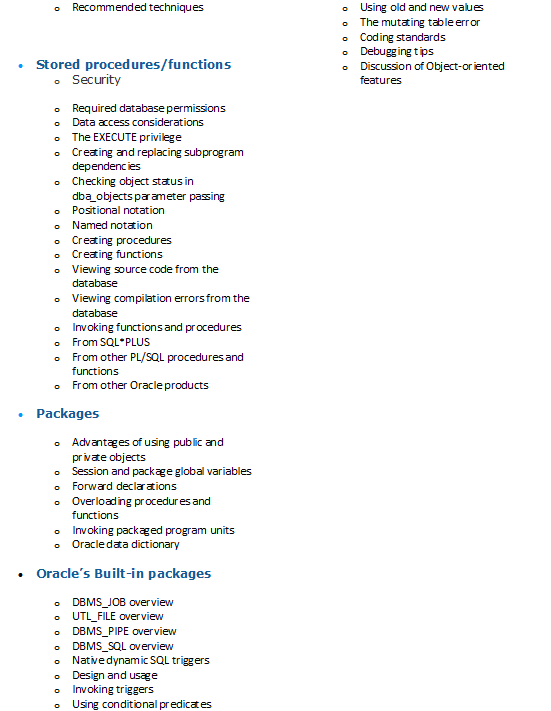 Recommended techniques
Stored procedures/functions
Security
Required database permissions
Data access considerations
The EXECUTE privilege
Creating and replacing subprogram
dependencies
Checking object status in
dba_objects parameter passing
Positional notation
Named notation
Creating procedures
Creating functions
Viewing source code from the
database
Viewing compilation errors from the
database
Invoking functions and procedures
From SQL*PLUS
From other PL/SQL procedures and
functions
From other Oracle products
Packages
Advantages of using public and
private objects
Session and package global variables
Forward declarations
Overloading procedures and
functions
Invoking packaged program units
Oracle data dictionary
Oracle's Built-in packages
DBMS_JOB overview
UTL_FILE overview
DBMS_PIPE overview
DBMS_SQL overview
Native dynamic SQL triggers
Design and usage
Invoking triggers
Using conditional predicates
Using old and new values
The mutating table error
Coding standards
Debugging tips
Discussion of Object-oriented
features